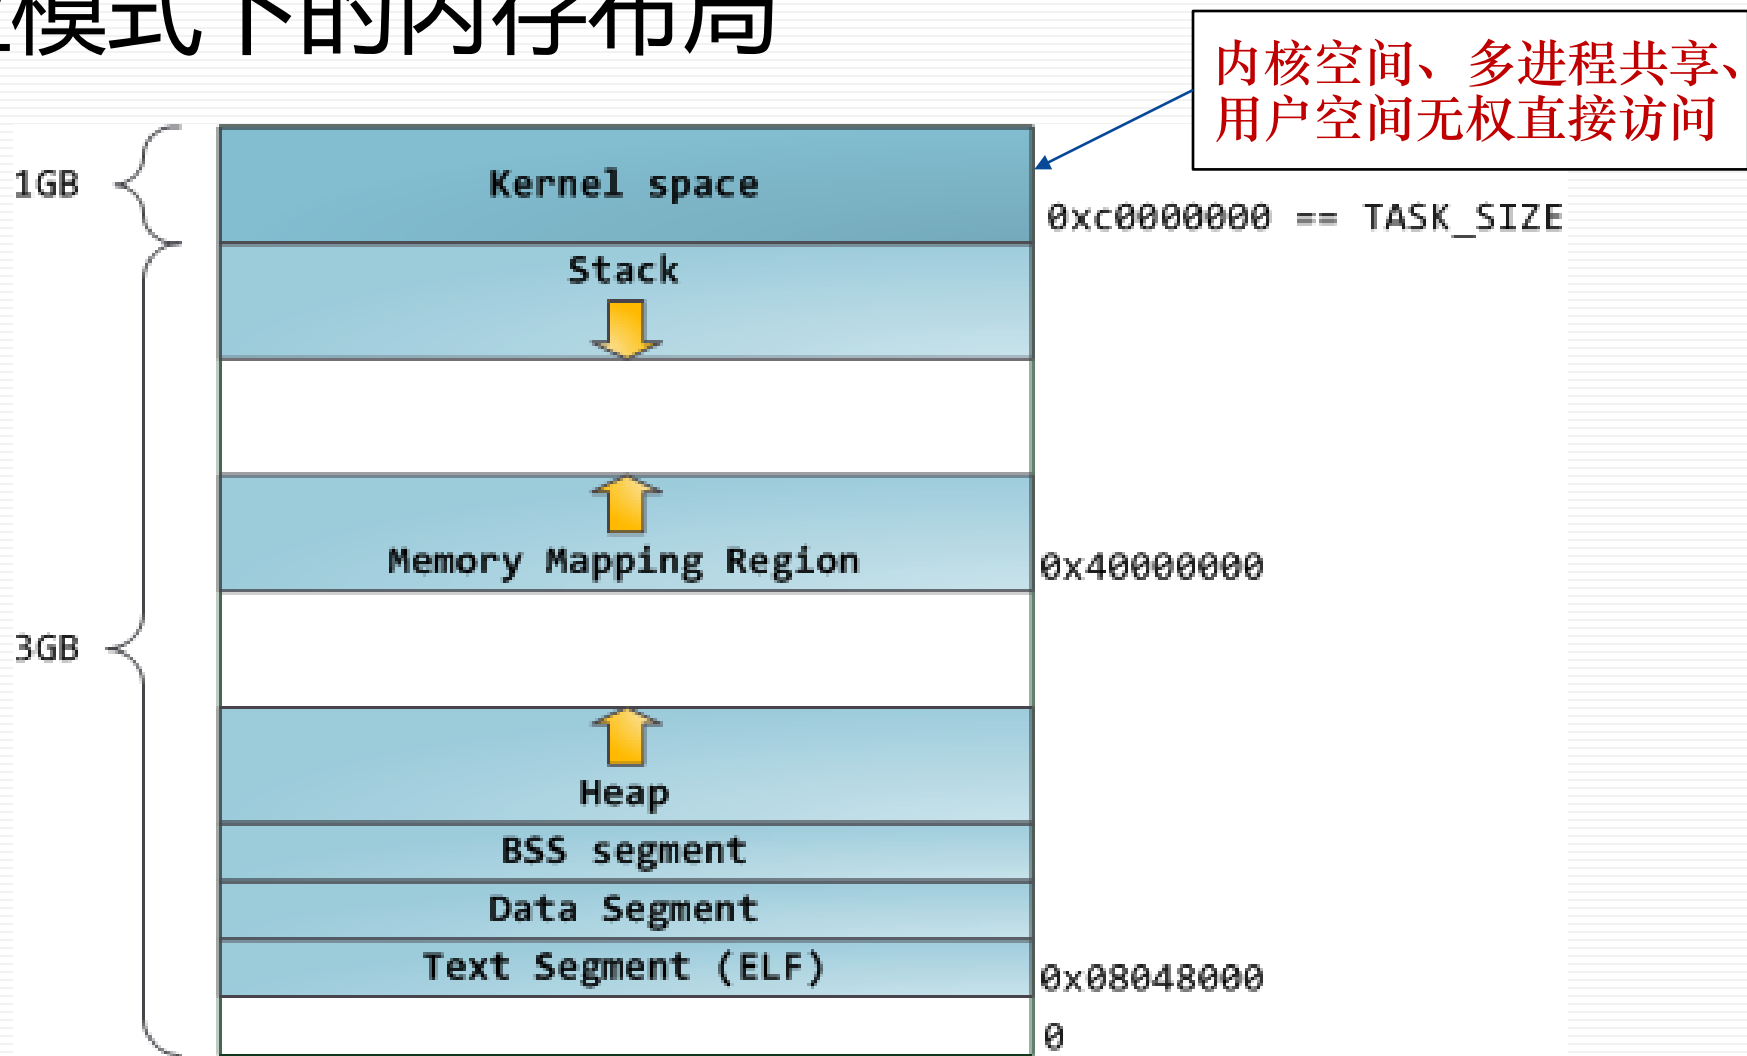 模式下的内存布局
内核空间、多进程共享、
用户空间无权直接访问
1GB
Kernel space
0xc0000000 == TASK_SIZE
Stack
Memory Mapping Region
0x40000000
3GB
Heap
BSS segment
Data Segment
Text Segment (ELF)
0x08048000
0